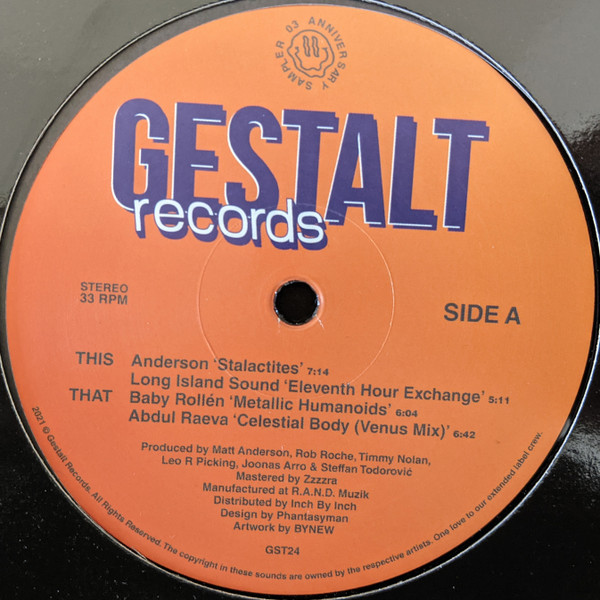 03 ANNIVERSARY SAMPLER
GESTALT
records
STEREO
33 RPM
SIDE A
THIS Anderson ‘Stalactites’ 7:14
Long Island Sound ‘Eleventh Hour Exchange’ 5:11
THAT Baby Rollén ‘Metallic Humanoids’ 6:04
Abdul Raeva ‘Celestial Body (Venus Mix)’ 6:42
Produced by Matt Anderson, Rob Roche, Timmy Nolan,
Leo R Picking, Joonas Arro & Steffan Todorović
Mastered by Zzzzra
Manufactured at R.A.N.D. Muzik
Distributed by Inch By Inch
Design by Phantasyman
Artwork by BYNEW
GST24
2021 © Gestalt Records. All Rights Reserved. The copyright in these sounds are owned by the respective artists. One love to our extended label crew.